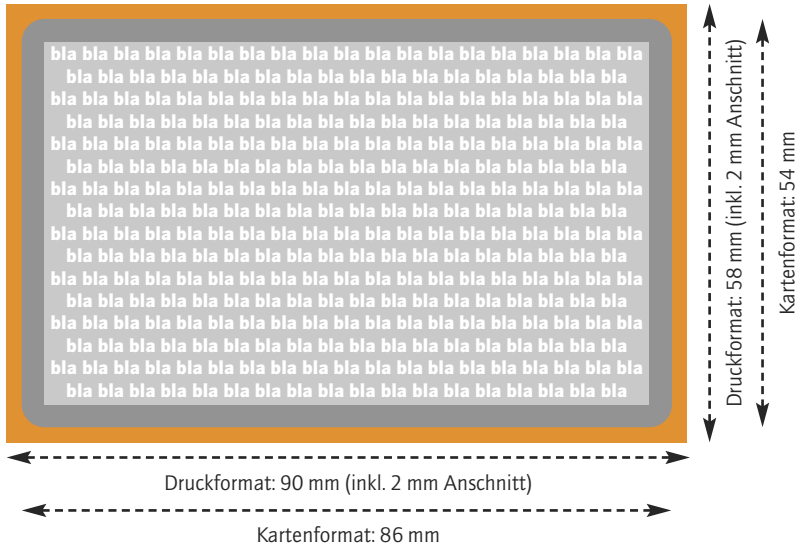 bla bla bla bla bla bla bla bla bla bla bla bla bla bla bla bla bla bla bla
bla bla bla bla bla bla bla bla bla bla bla bla bla bla bla bla bla bla
bla bla bla bla bla bla bla bla bla bla bla bla bla bla bla bla bla bla bla
bla bla bla bla bla bla bla bla bla bla bla bla bla bla bla bla bla bla
bla bla bla bla bla bla bla bla bla bla bla bla bla bla bla bla bla bla bla
bla bla bla bla bla bla bla bla bla bla bla bla bla bla bla bla bla bla
bla bla bla bla bla bla bla bla bla bla bla bla bla bla bla bla bla bla bla
bla bla bla bla bla bla bla bla bla bla bla bla bla bla bla bla bla bla
bla bla bla bla bla bla bla bla bla bla bla bla bla bla bla bla bla bla bla
bla bla bla bla bla bla bla bla bla bla bla bla bla bla bla bla bla bla
bla bla bla bla bla bla bla bla bla bla bla bla bla bla bla bla bla bla bla
bla bla bla bla bla bla bla bla bla bla bla bla bla bla bla bla bla bla
bla bla bla bla bla bla bla bla bla bla bla bla bla bla bla bla bla bla bla
bla bla bla bla bla bla bla bla bla bla bla bla bla bla bla bla bla bla
bla bla bla bla bla bla bla bla bla bla bla bla bla bla bla bla bla bla bla
bla bla bla bla bla bla bla bla bla bla bla bla bla bla bla bla bla bla
Druckformat: 58 mm (inkl. 2 mm Anschnitt)
Kartenformat: 54 mm
Druckformat: 90 mm (inkl. 2 mm Anschnitt)
Kartenformat: 86 mm